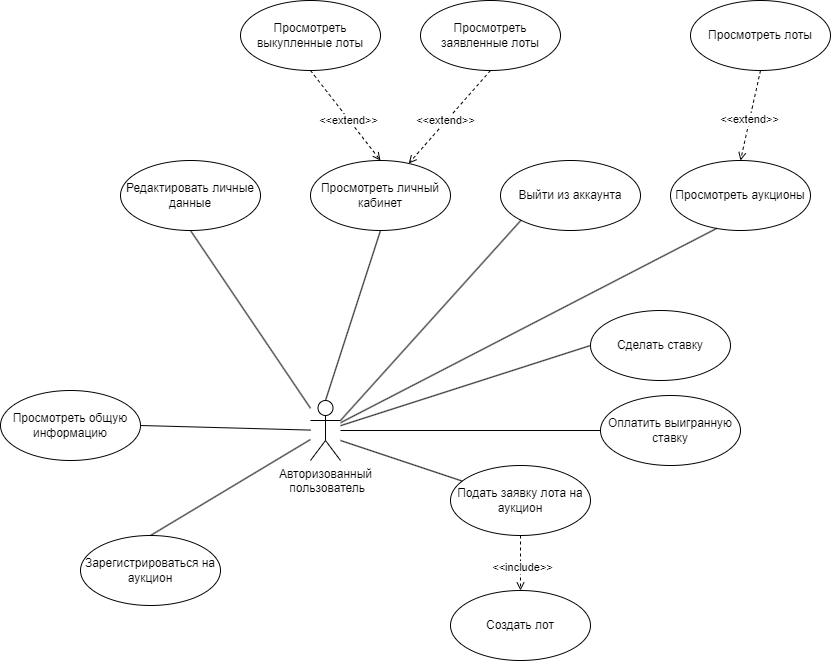 Просмотреть
выкупленные лоты
Просмотреть
заявленные лоты
Просмотреть лоты
<<extend>>
<<extend>>
<<extend>>
Редактировать личные
данные
Просмотреть личный
кабинет
Выйти из аккаунта
Просмотреть аукционы
Сделать ставку
Просмотреть общую
информацию
Оплатить выигранную
ставку
Авторизованный
пользователь
Подать заявку лота на
аукцион
Зарегистрироваться на
аукцион
<<include>>
Создать лот